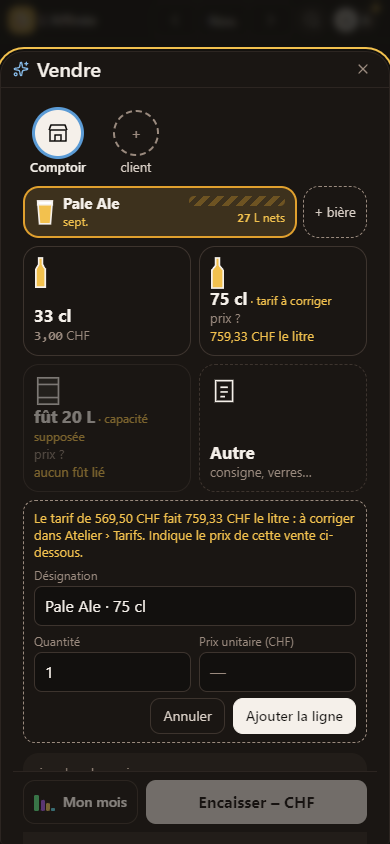 Vendre
×
+
Comptoir
client
Pale Ale
sept.
27 L nets
+ bière
33 cl
3,00 CHF
75 cl · tarif à corriger
prix ?
759,33 CHF le litre
fût 20 L · capacité
supposée
prix ?
aucun fût lié
Autre
consigne, verres...
Le tarif de 569,50 CHF fait 759,33 CHF le litre : à corriger
dans Atelier › Tarifs. Indique le prix de cette vente ci-
dessous.
Désignation
Pale Ale · 75 cl
Quantité
Prix unitaire (CHF)
1
—
Annuler
Ajouter la ligne
Mon mois
Encaisser – CHF